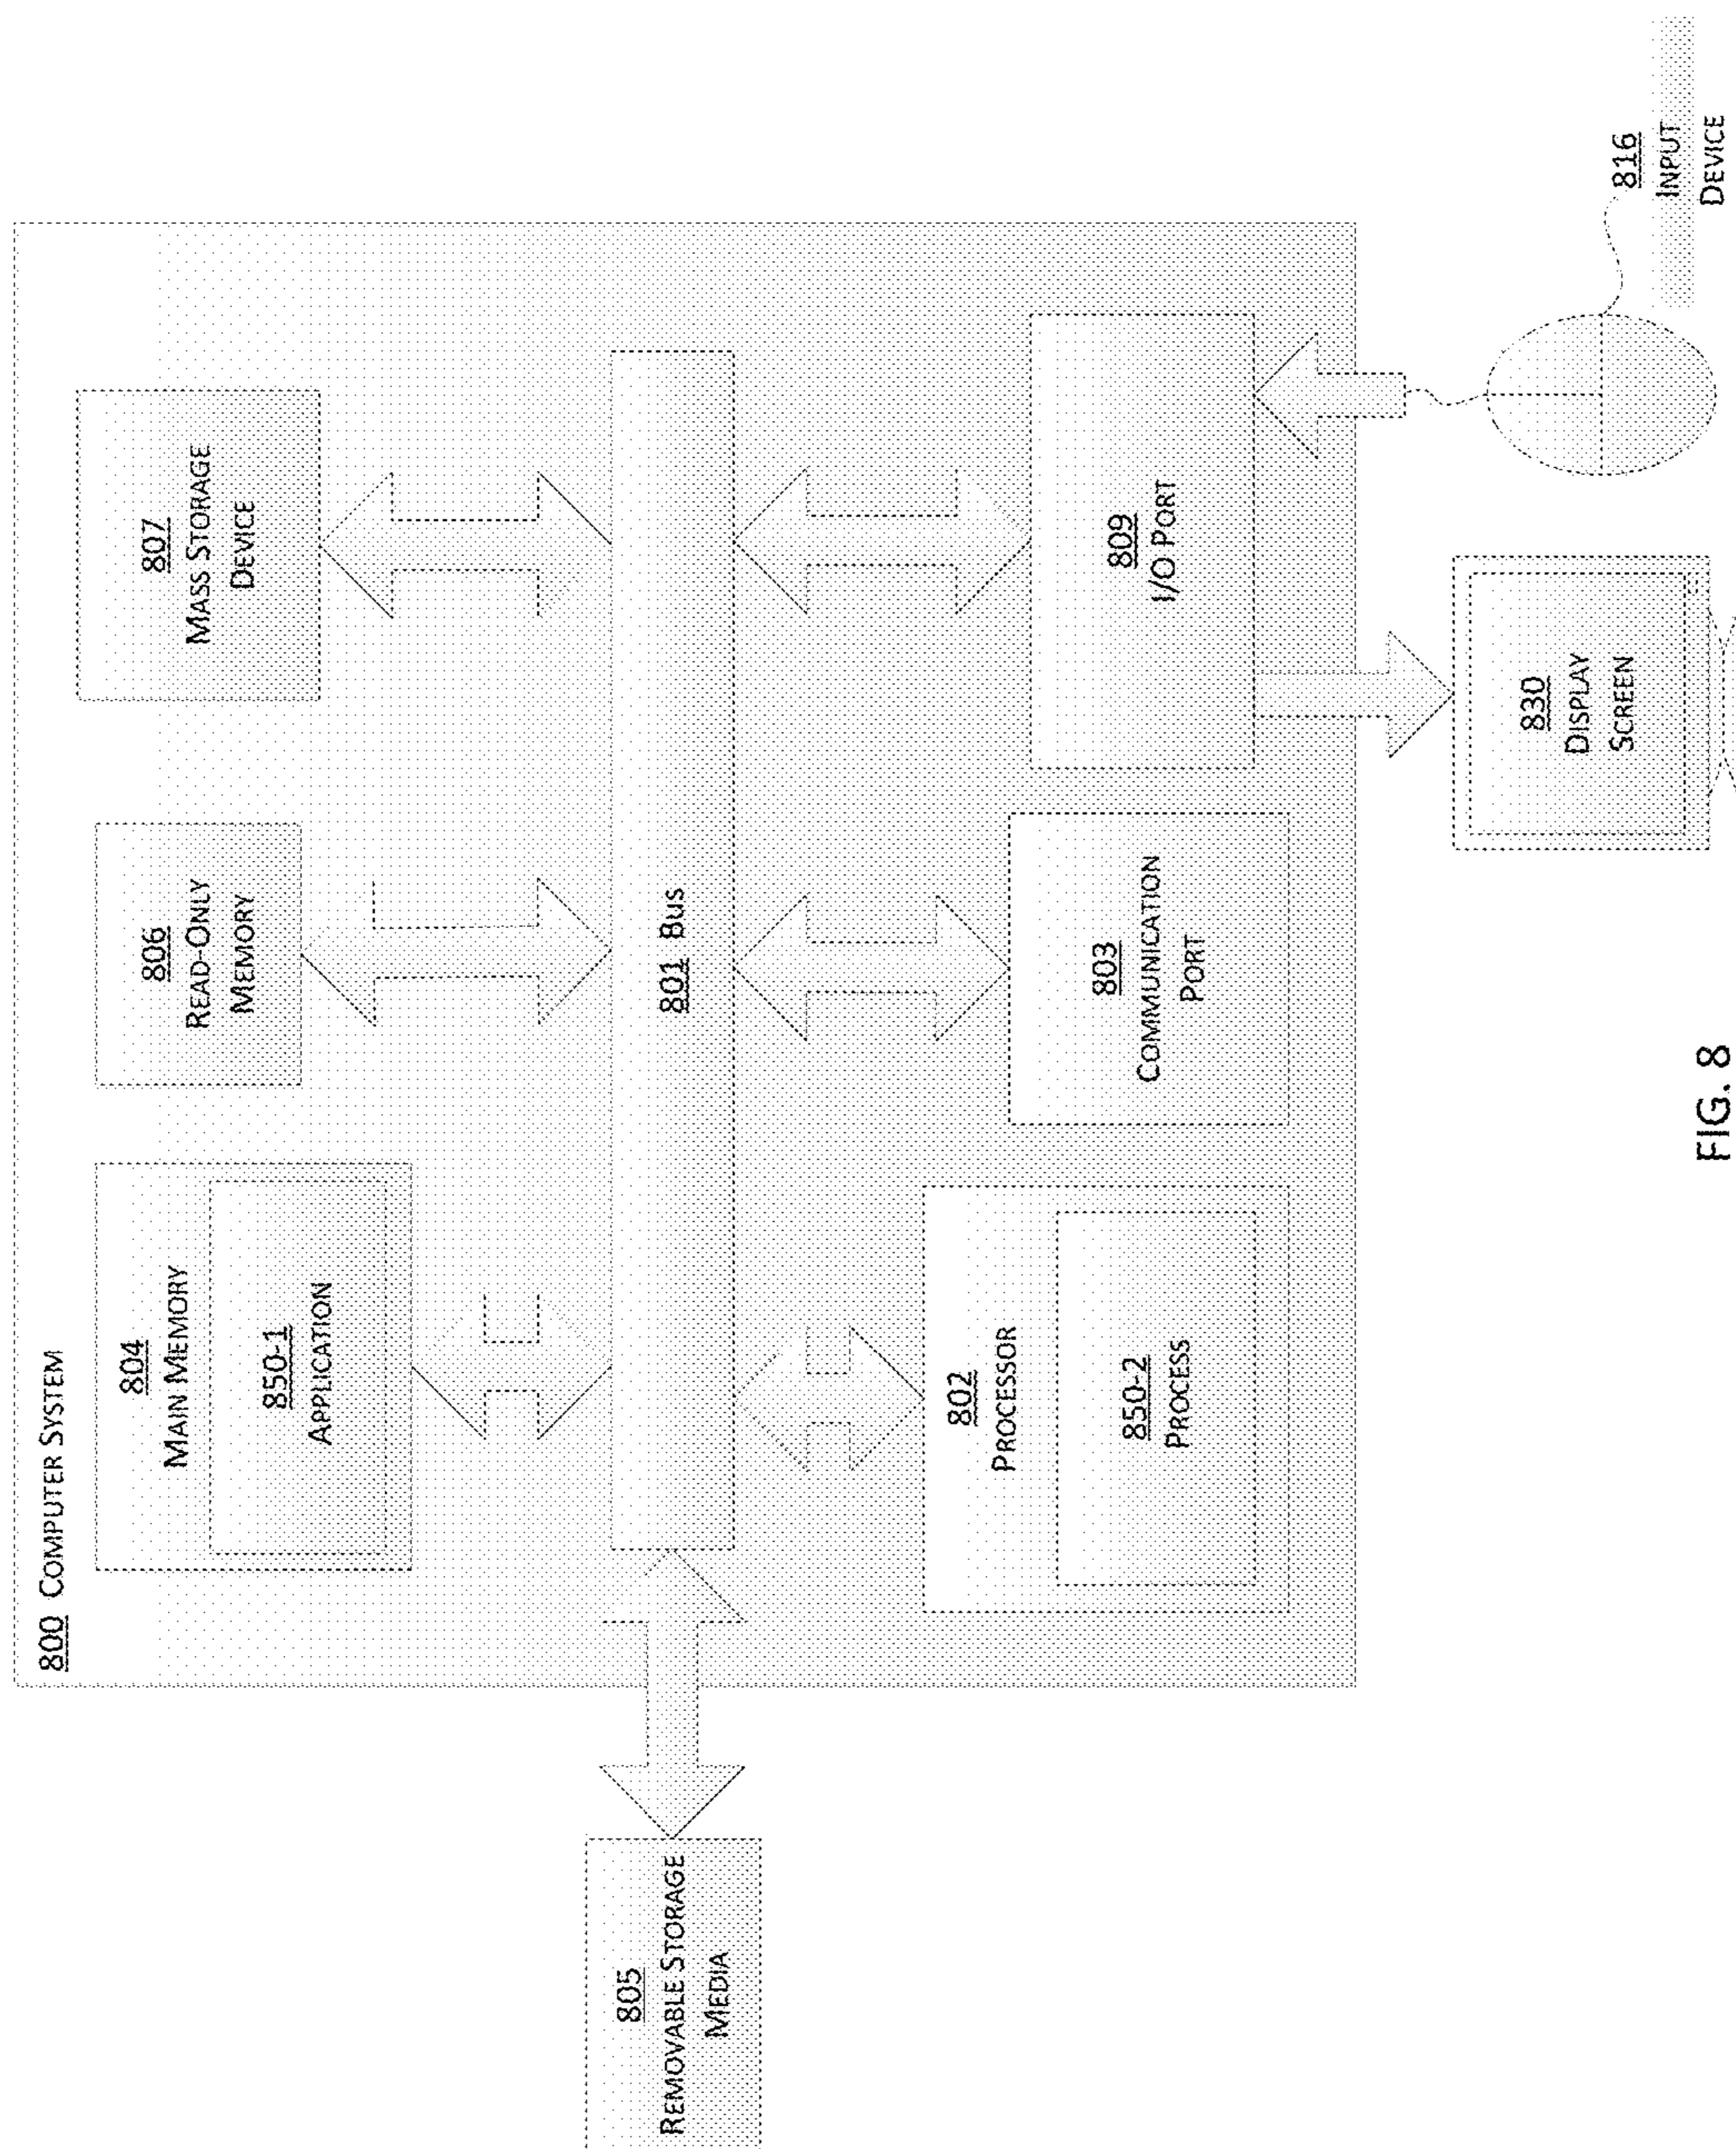 800 COMPUTER SYSTEM
804
MAIN MEMORY
850-1
APPLICATION
806
READ-ONLY
MEMORY
807
MASS STORAGE
DEVICE
805
REMOVABLE STORAGE
MEDIA
801 BUS
802
PROCESSOR
850-2
PROCESS
803
COMMUNICATION
PORT
809
I/O PORT
830
DISPLAY
SCREEN
816
INPUT
DEVICE
FIG. 8